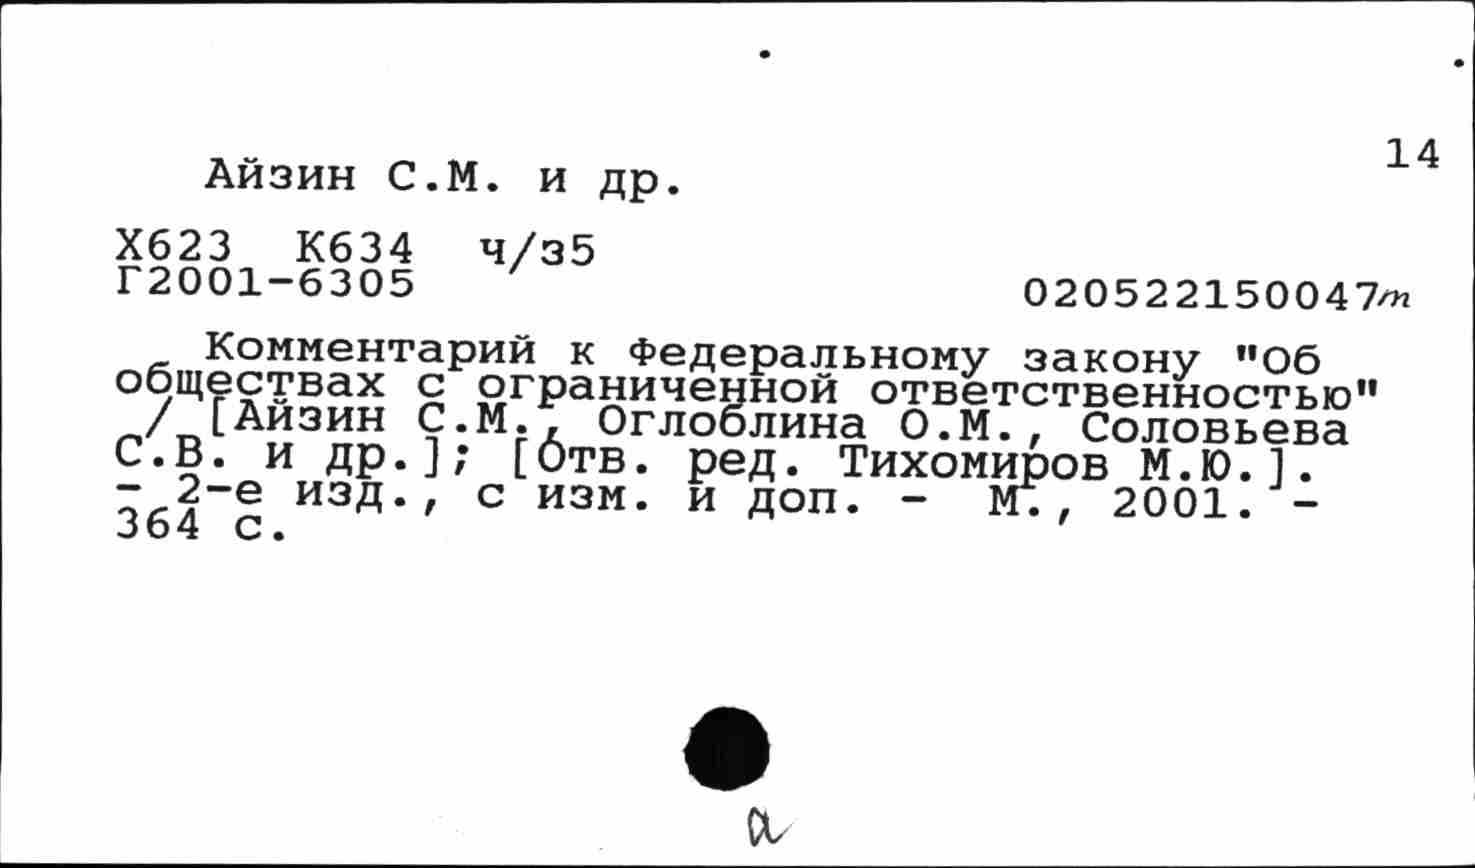 14
Айзин С.М. и др.
Х623 К634 ч/з5
Г2001-6305
020522150047т
Комментарий к Федеральному закону "Об
обществах с ограниченной ответственностью"
/ [Айзин С.М., Оглоблина О.М., Соловьева
С.В. и др.]; [Отв. ред. Тихомиров М.Ю.].
- 2-е изд., с изм. и доп. - М., 2001. -
364 с.
а